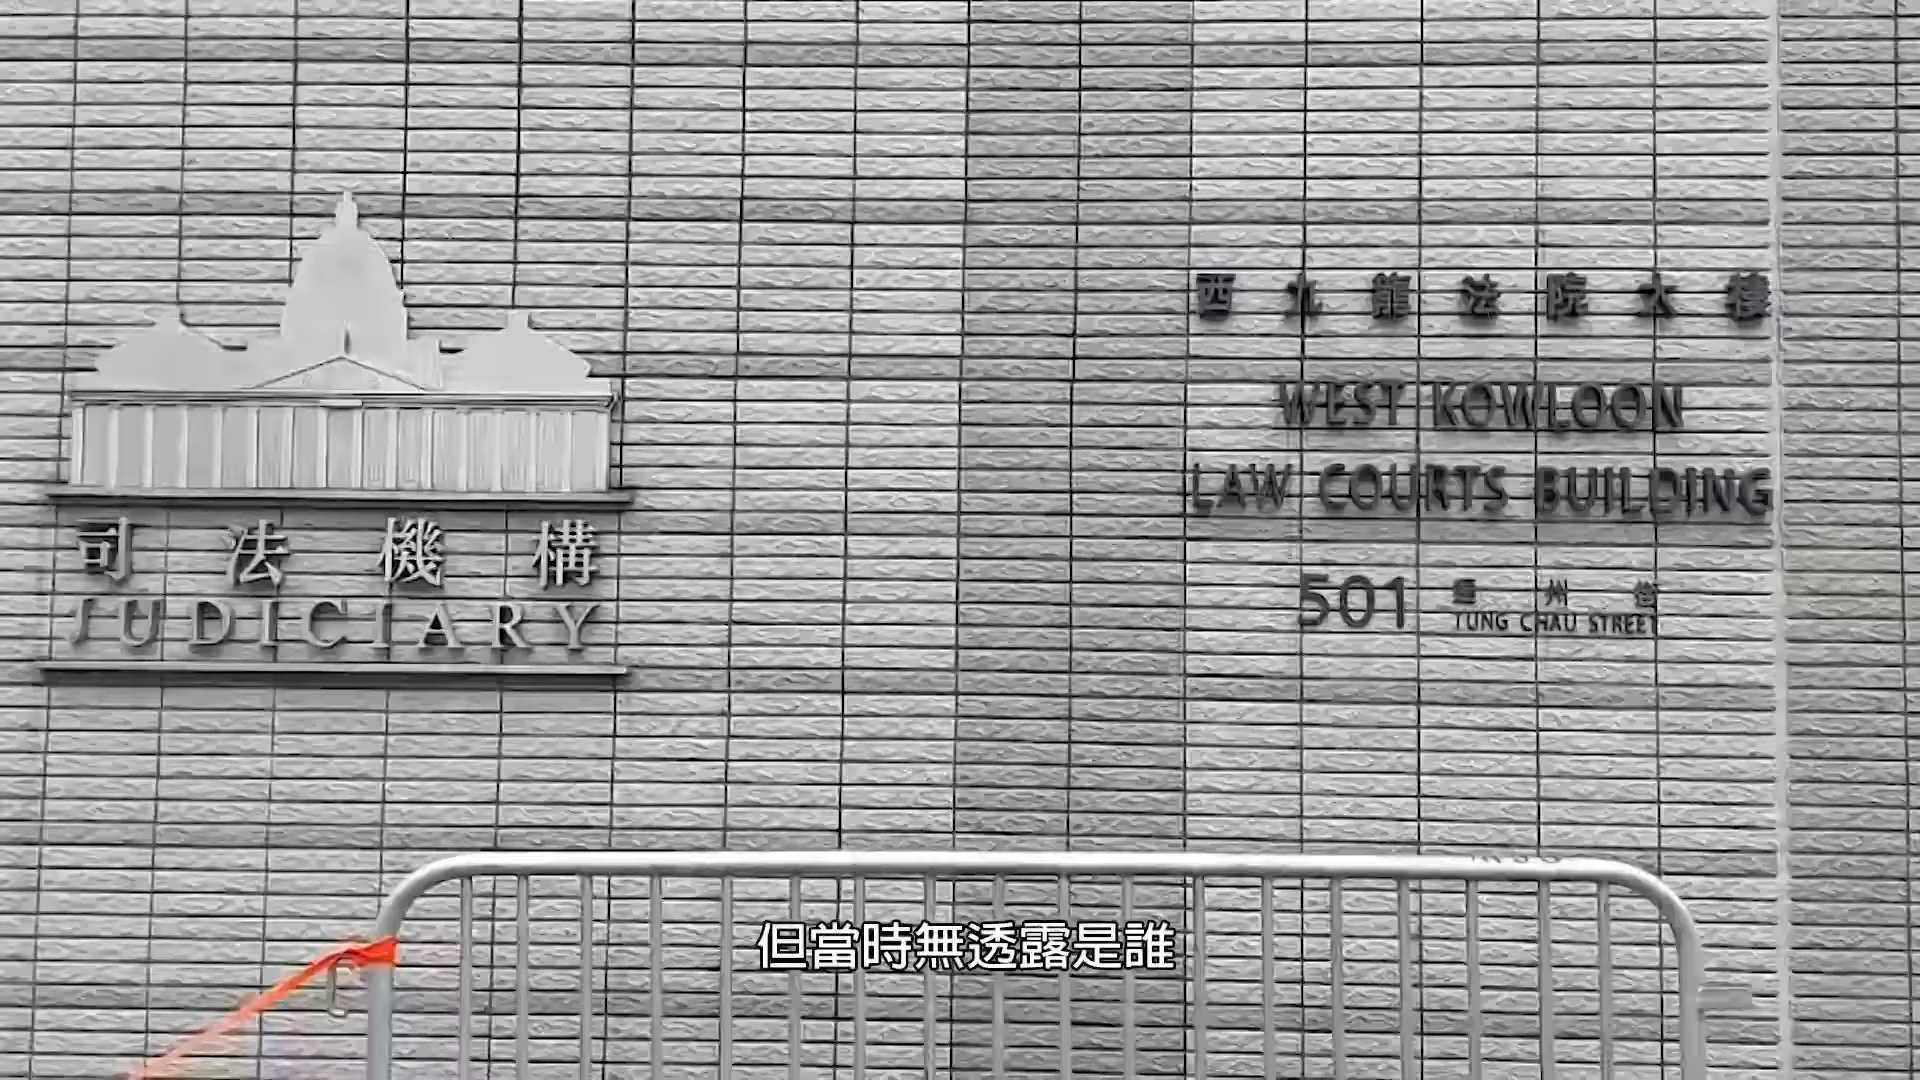 司法機構
JUDICIARY
西九龍法院大樓
WEST KOWLOON
LAW COURTS BUILDING
501 通州街
TUNG CHAU STREET
但當時無透露是誰